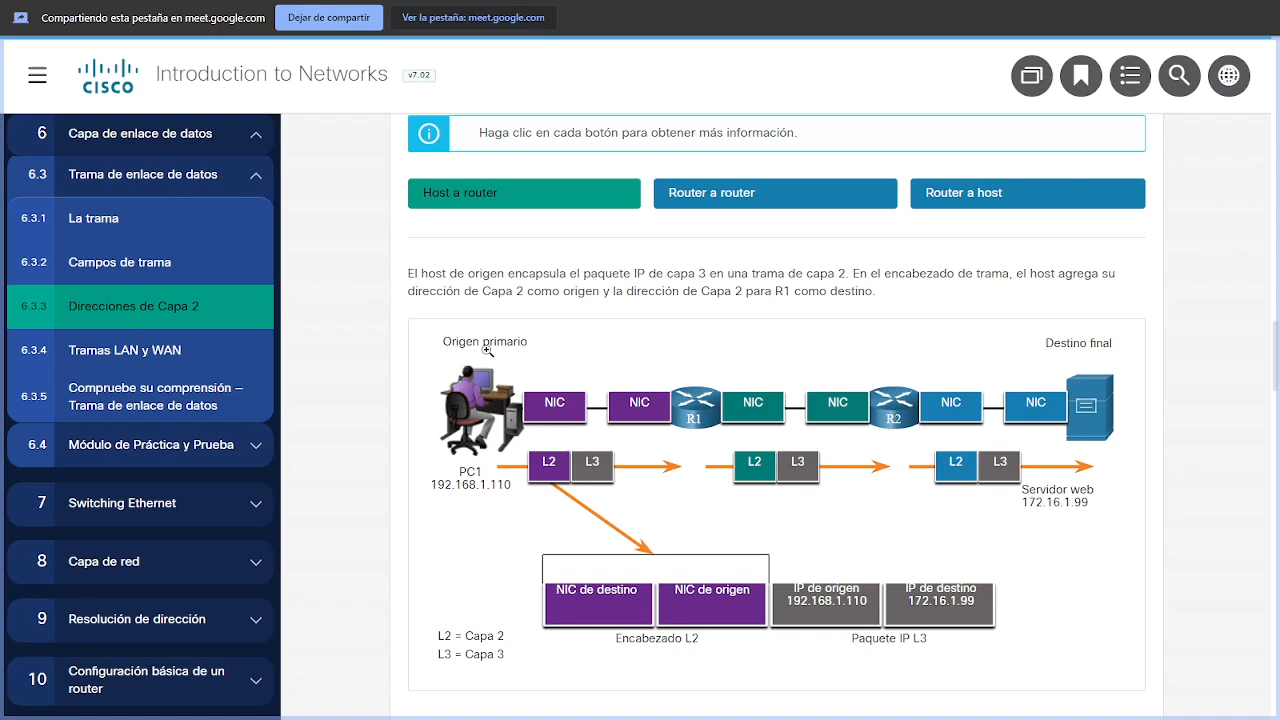 Compartiendo esta pestaña en meet.google.com
Dejar de compartir
Ver la pestaña: meet.google.com
CISCO
Introduction to Networks
v7.02
6 Capa de enlace de datos
6.3 Trama de enlace de datos
6.3.1 La trama
6.3.2 Campos de trama
6.3.3 Direcciones de Capa 2
6.3.4 Tramas LAN y WAN
6.3.5 Compruebe su comprensión –
Trama de enlace de datos
6.4 Módulo de Práctica y Prueba
7 Switching Ethernet
8 Capa de red
9 Resolución de dirección
10 Configuración básica de un
router
Haga clic en cada botón para obtener más información.
Host a router
Router a router
Router a host
El host de origen encapsula el paquete IP de capa 3 en una trama de capa 2. En el encabezado de trama, el host agrega su
dirección de Capa 2 como origen y la dirección de Capa 2 para R1 como destino.
Origen primario
Destino final
NIC
NIC
R1
NIC
NIC
R2
NIC
NIC
L2
L3
L2
L3
L2
L3
PC1
192.168.1.110
Servidor web
172.16.1.99
NIC de destino
NIC de origen
IP de origen
192.168.1.110
IP de destino
172.16.1.99
Encabezado L2
Paquete IP L3
L2 = Capa 2
L3 = Capa 3